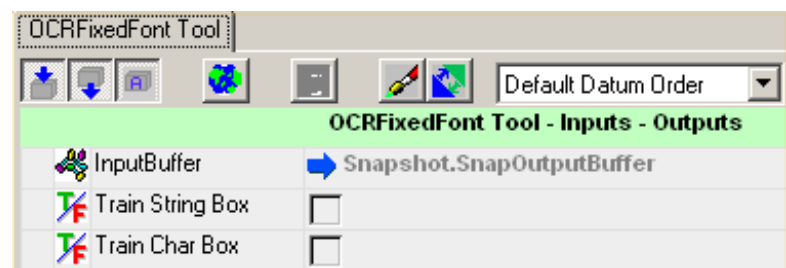 OCRFixedFont Tool
Default Datum Order
OCRFixedFont Tool - Inputs - Outputs
InputBuffer Snapshot.SnapOutputBuffer
Train String Box
Train Char Box